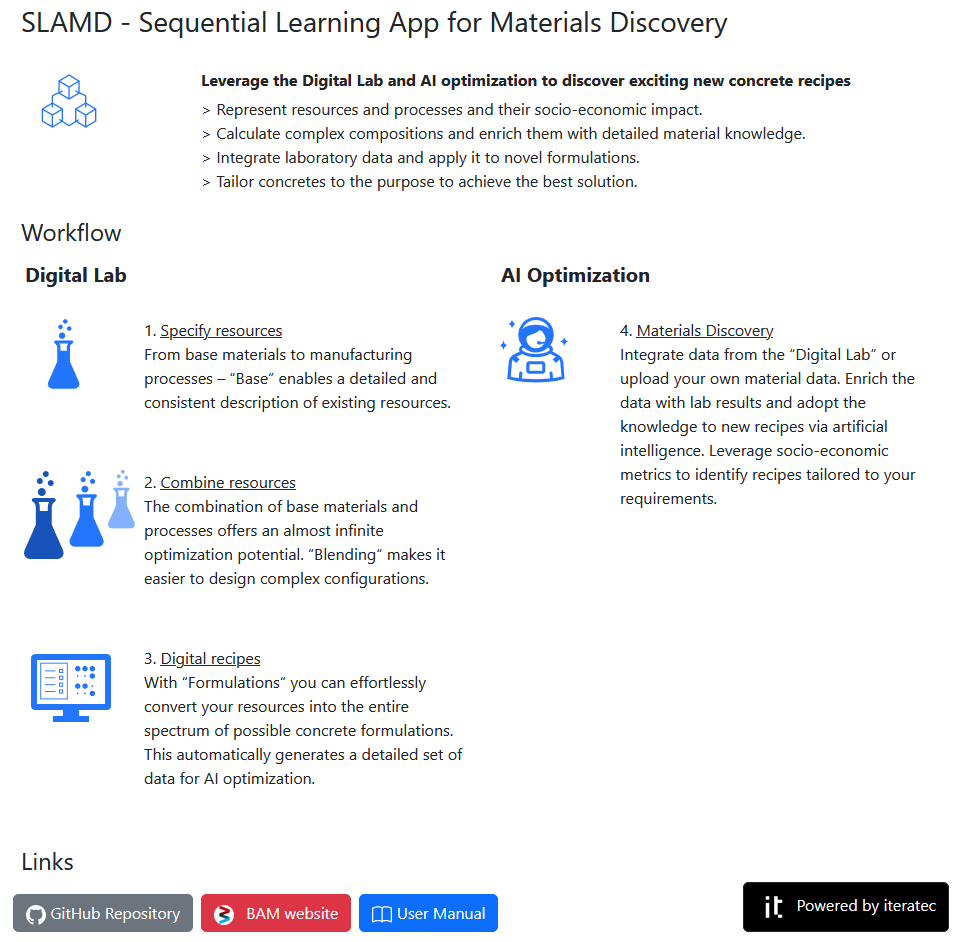 SLAMD - Sequential Learning App for Materials Discovery
Leverage the Digital Lab and AI optimization to discover exciting new concrete recipes
> Represent resources and processes and their socio-economic impact.
> Calculate complex compositions and enrich them with detailed material knowledge.
> Integrate laboratory data and apply it to novel formulations.
> Tailor concretes to the purpose to achieve the best solution.
Workflow
Digital Lab
1. Specify resources
From base materials to manufacturing
processes – “Base” enables a detailed and
consistent description of existing resources.
2. Combine resources
The combination of base materials and
processes offers an almost infinite
optimization potential. “Blending” makes it
easier to design complex configurations.
3. Digital recipes
With “Formulations” you can effortlessly
convert your resources into the entire
spectrum of possible concrete formulations.
This automatically generates a detailed set of
data for AI optimization.
AI Optimization
4. Materials Discovery
Integrate data from the “Digital Lab” or
upload your own material data. Enrich the
data with lab results and adopt the
knowledge to new recipes via artificial
intelligence. Leverage socio-economic
metrics to identify recipes tailored to your
requirements.
Links
GitHub Repository
BAM website
User Manual
it Powered by iteratec